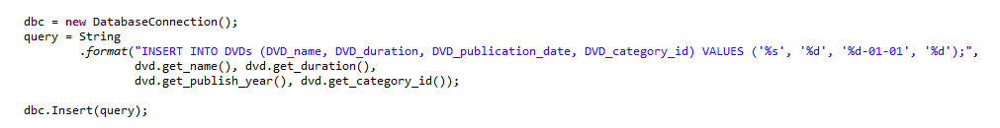 dbc = new DatabaseConnection();
query = String
.format("INSERT INTO DVDs (DVD_name, DVD_duration, DVD_publication_date, DVD_category_id) VALUES ('%s', '%d', '%d-01-01', '%d');",
dvd.get_name(), dvd.get_duration(),
dvd.get_publish_year(), dvd.get_category_id());
dbc.Insert(query);